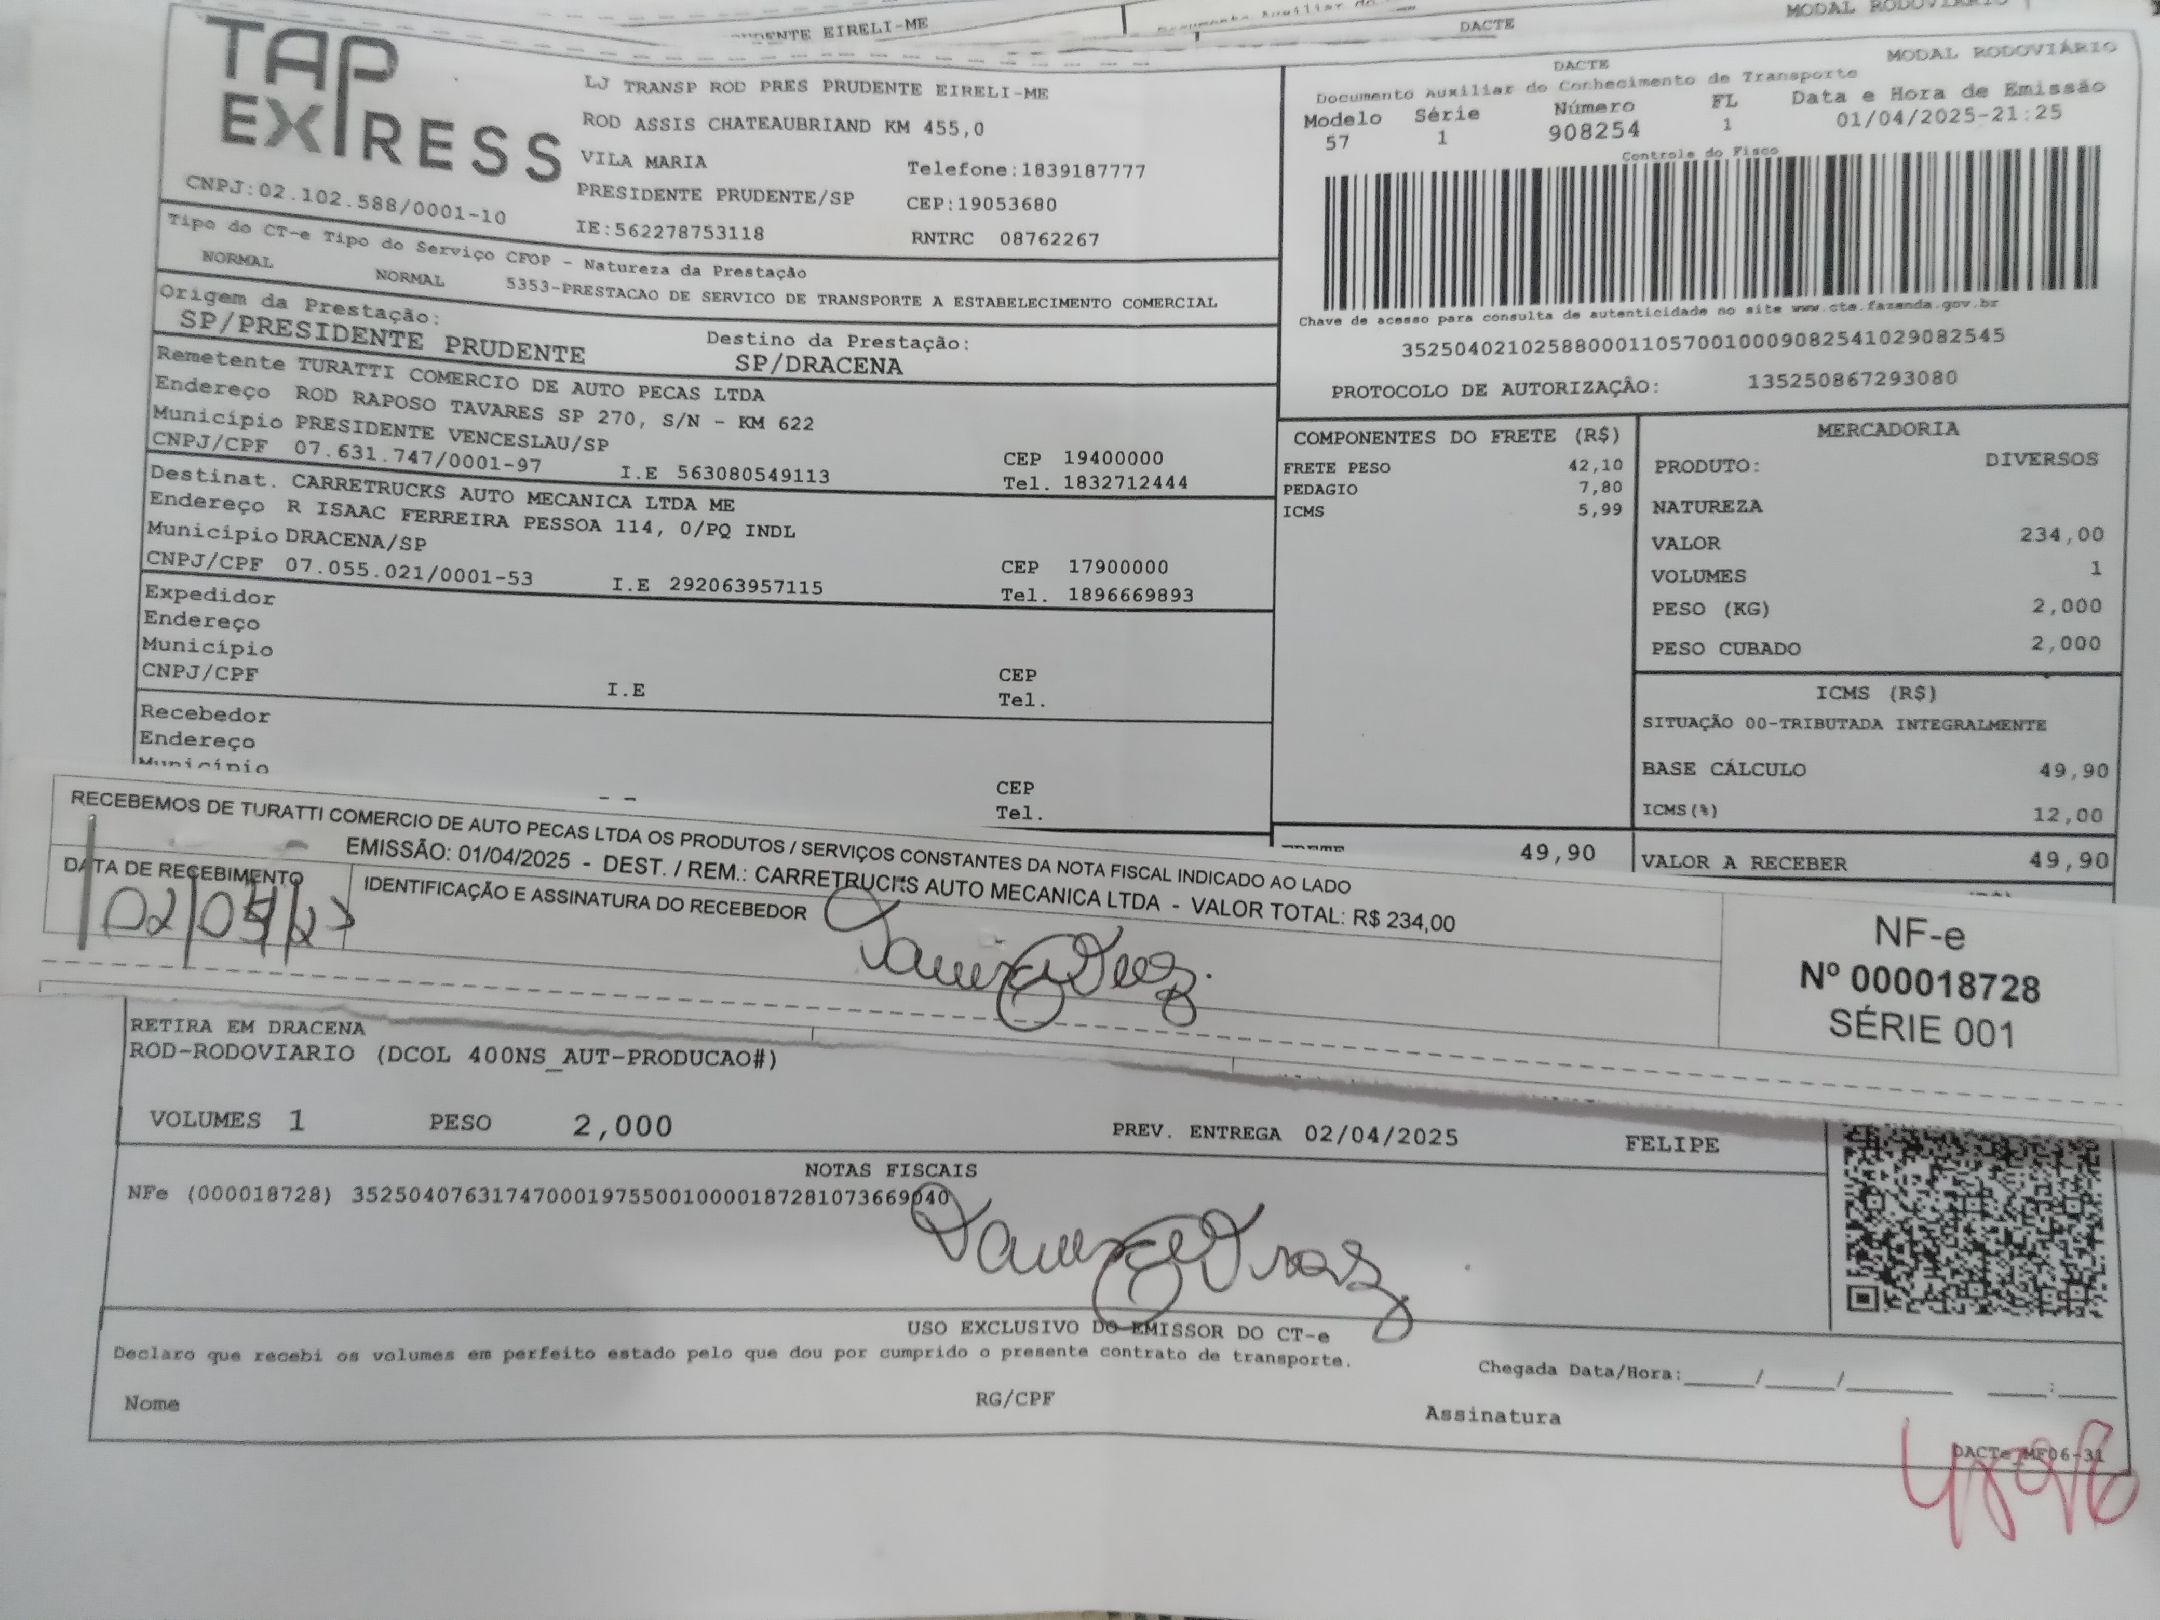 DENTE EIRELI-ME
DACTE
TAP EXPRESS
CNPJ:02.102.588/0001-10
LJ TRANSP ROD PRES PRUDENTE EIRELI-ME
ROD ASSIS CHATEAUBRIAND KM 455,0
VILA MARIA Telefone:1839187777
PRESIDENTE PRUDENTE/SP CEP:19053680
IE:562278753118 RNTRC 08762267
DACTE MODAL RODOVIÁRIO
Documento Auxiliar do Conhecimento de Transporte
Modelo Série Número FL Data e Hora de Emissão
57 1 908254 1 01/04/2025-21:25
Controle do Fisco
Chave de acesso para consulta de autenticidade no site www.cte.fazenda.gov.br
35250402102588000110570010009082541029082545
PROTOCOLO DE AUTORIZAÇÃO: 135250867293080
Tipo do CT-e Tipo do Serviço CFOP - Natureza da Prestação
NORMAL NORMAL 5353-PRESTACAO DE SERVICO DE TRANSPORTE A ESTABELECIMENTO COMERCIAL
Origem da Prestação: Destino da Prestação:
SP/PRESIDENTE PRUDENTE SP/DRACENA
Remetente TURATTI COMERCIO DE AUTO PECAS LTDA
Endereço ROD RAPOSO TAVARES SP 270, S/N - KM 622
Município PRESIDENTE VENCESLAU/SP CEP 19400000
CNPJ/CPF 07.631.747/0001-97 I.E 563080549113 Tel. 1832712444
Destinat. CARRETRUCKS AUTO MECANICA LTDA ME
Endereço R ISAAC FERREIRA PESSOA 114, 0/PQ INDL
Município DRACENA/SP CEP 17900000
CNPJ/CPF 07.055.021/0001-53 I.E 292063957115 Tel. 1896669893
Expedidor
Endereço
Município CEP
CNPJ/CPF I.E Tel.
Recebedor
Endereço
Município CEP
Tel.
COMPONENTES DO FRETE (R$)
FRETE PESO 42,10
PEDAGIO 7,80
ICMS 5,99
49,90
MERCADORIA
PRODUTO: DIVERSOS
NATUREZA
VALOR 234,00
VOLUMES 1
PESO (KG) 2,000
PESO CUBADO 2,000
ICMS (R$)
SITUAÇÃO 00-TRIBUTADA INTEGRALMENTE
BASE CÁLCULO 49,90
ICMS(%) 12,00
VALOR A RECEBER 49,90
RECEBEMOS DE TURATTI COMERCIO DE AUTO PECAS LTDA OS PRODUTOS / SERVIÇOS CONSTANTES DA NOTA FISCAL INDICADO AO LADO
EMISSÃO: 01/04/2025 - DEST. / REM.: CARRETRUCKS AUTO MECANICA LTDA - VALOR TOTAL: R$ 234,00
DATA DE RECEBIMENTO IDENTIFICAÇÃO E ASSINATURA DO RECEBEDOR
NF-e
Nº 000018728
SÉRIE 001
RETIRA EM DRACENA
ROD-RODOVIARIO (DCOL 400NS_AUT-PRODUCAO#)
VOLUMES 1 PESO 2,000 PREV. ENTREGA 02/04/2025 FELIPE
NOTAS FISCAIS
NFe (000018728) 35250407631747000197550010000187281073669040
USO EXCLUSIVO DO EMISSOR DO CT-e
Declaro que recebi os volumes em perfeito estado pelo que dou por cumprido o presente contrato de transporte.
Chegada Data/Hora:_____/_____/________ ____:____
Nome RG/CPF Assinatura
DACTe_MF06-31